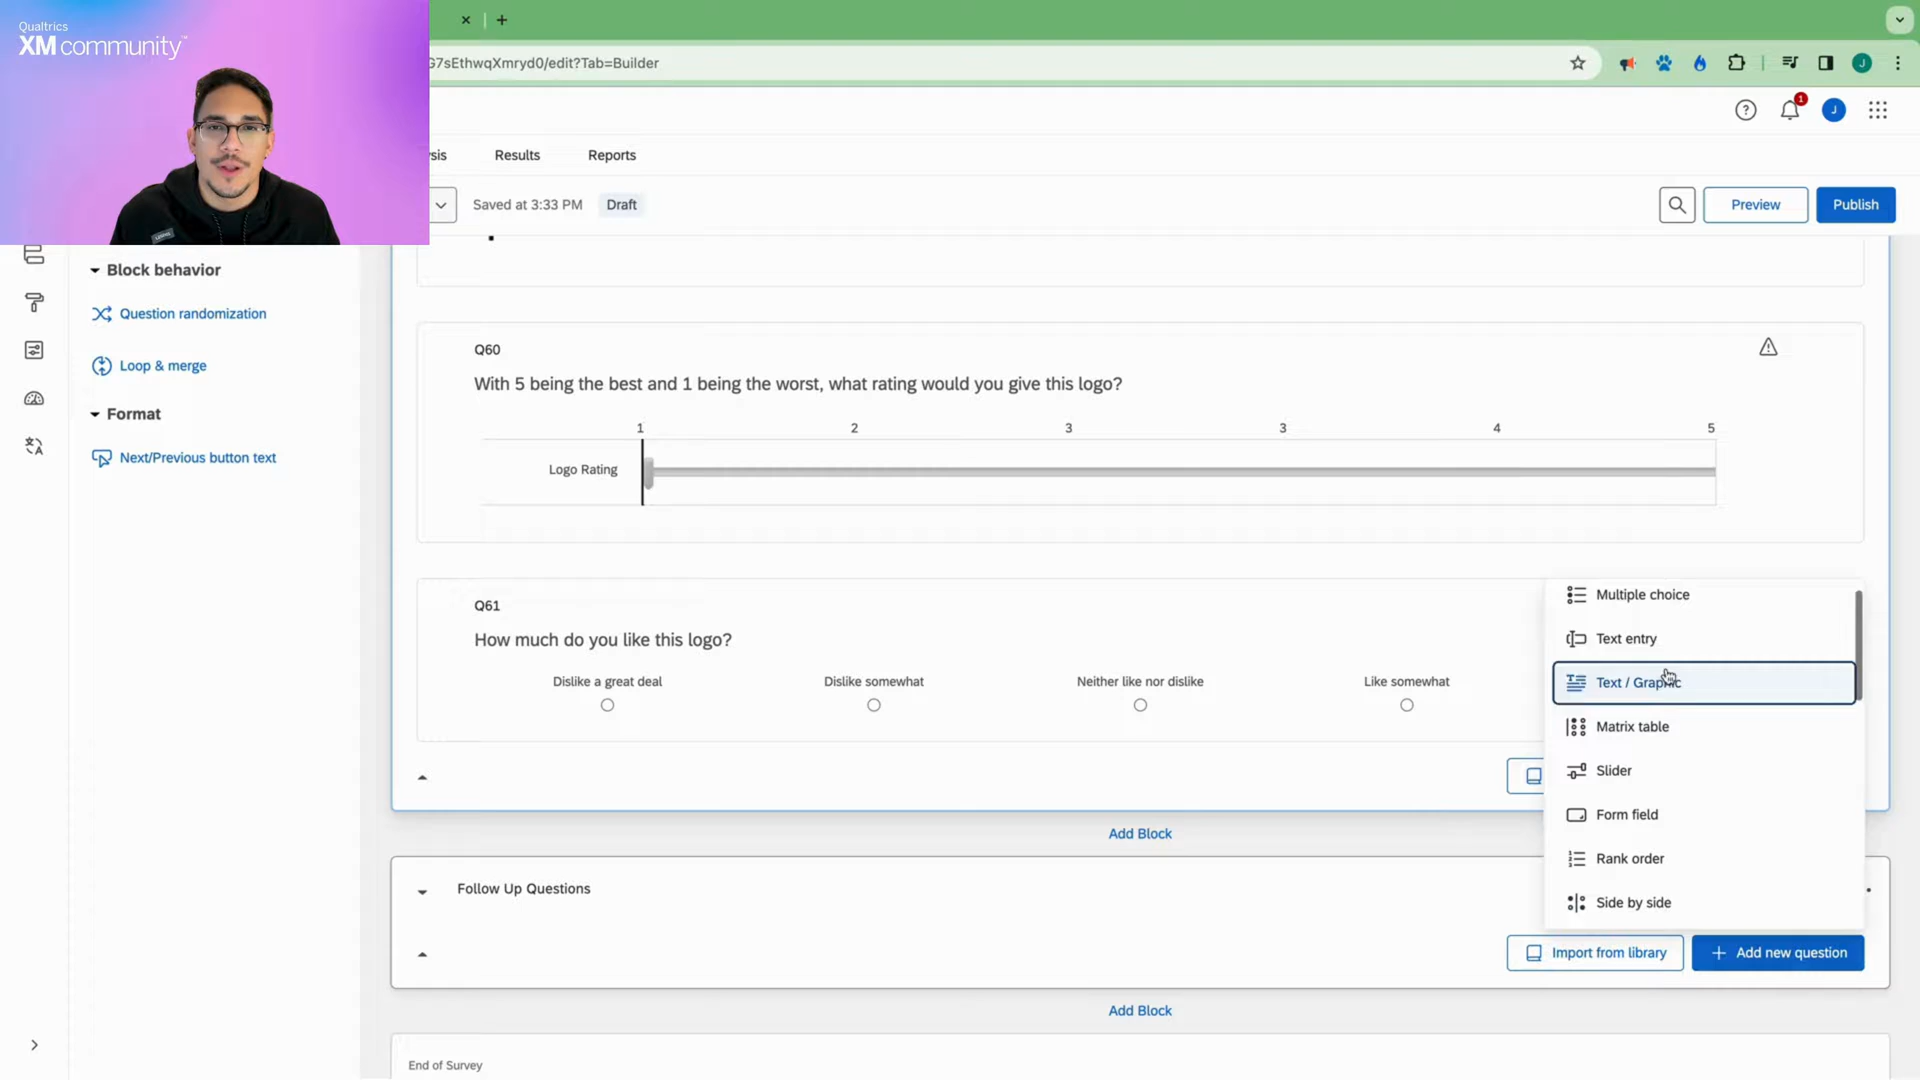 Qualtrics
XM community™
G7sEthwqXmryd0/edit?Tab=Builder
J
1
J
sis
Results
Reports
Saved at 3:33 PM
Draft
Preview
Publish
Block behavior
Question randomization
Loop & merge
Format
Next/Previous button text
Q60
With 5 being the best and 1 being the worst, what rating would you give this logo?
1
2
3
3
4
5
Logo Rating
Q61
How much do you like this logo?
Dislike a great deal
Dislike somewhat
Neither like nor dislike
Like somewhat
Multiple choice
Text entry
Text / Graphic
Matrix table
Slider
Form field
Rank order
Side by side
Add Block
Follow Up Questions
Import from library
Add new question
Add Block
End of Survey